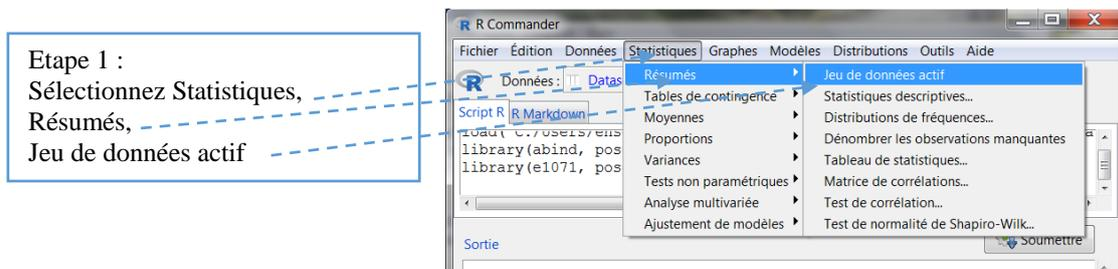 Etape 1 :
Sélectionnez Statistiques,
Résumés,
Jeu de données actif
R Commander
Fichier Édition Données Statistiques Graphes Modèles Distributions Outils Aide
Données : Datas
Script R R Markdown
library(abind, pos
library(e1071, pos
Résumés
Tables de contingence
Moyennes
Proportions
Variances
Tests non paramétriques
Analyse multivariée
Ajustement de modèles
Jeu de données actif
Statistiques descriptives...
Distributions de fréquences...
Dénombrer les observations manquantes
Tableau de statistiques...
Matrice de corrélations...
Test de corrélation...
Test de normalité de Shapiro-Wilk...
Sortie
Soumettre